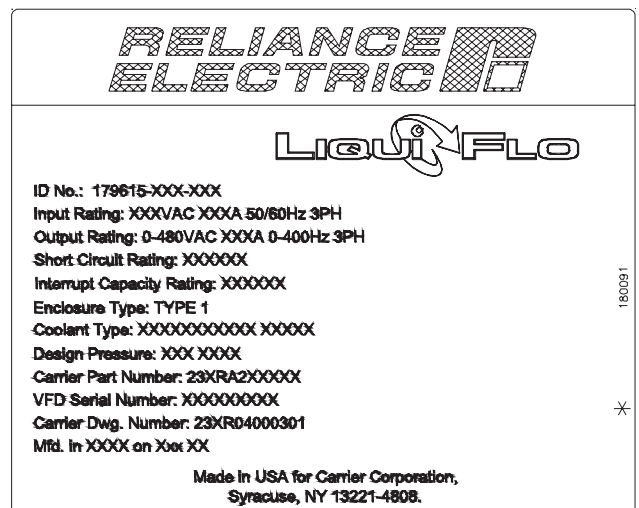 RELIANCE
ELECTRIC
LIQUIFLO
ID No.: 179615-XXX-XXX
Input Rating: XXXVAC XXXA 50/60Hz 3PH
Output Rating: 0-480VAC XXXA 0-400Hz 3PH
Short Circuit Rating: XXXXXX
Interrupt Capacity Rating: XXXXXX
Enclosure Type: TYPE 1
Coolant Type: XXXXXXXXXXX XXXXX
Design Pressure: XXX XXXX
Carrier Part Number: 23XRA2XXXXX
VFD Serial Number: XXXXXXXXX
Carrier Dwg. Number: 23XR04000301
Mfd. in XXXX on Xxx XX
Made in USA for Carrier Corporation,
Syracuse, NY 13221-4808.
180091